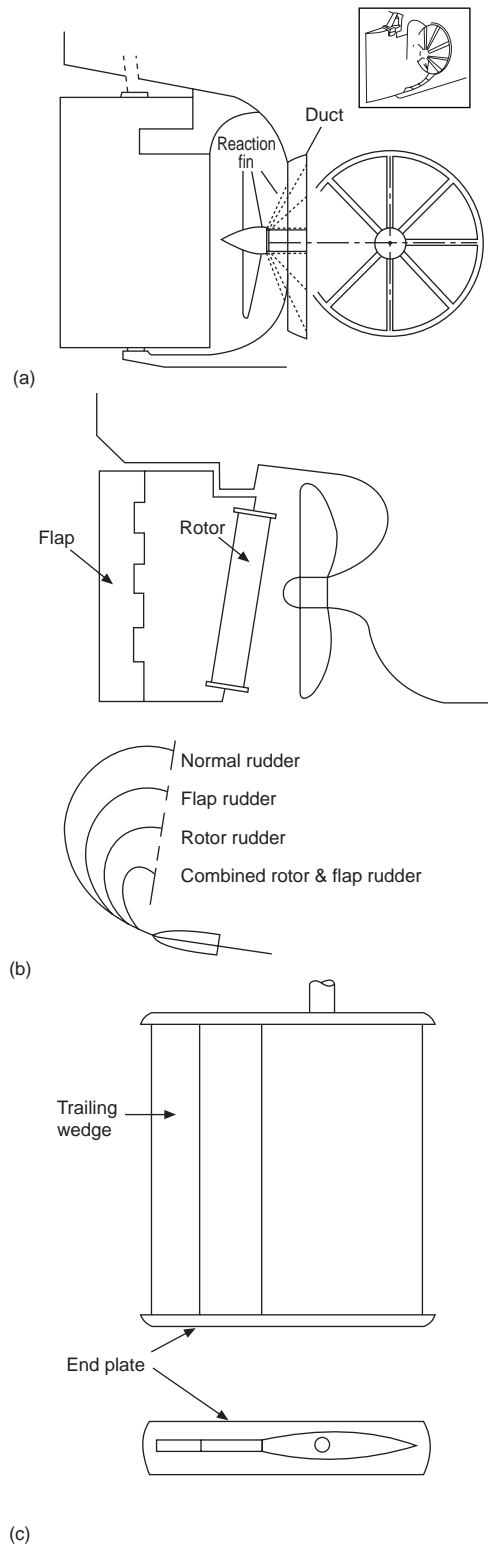 Duct
Reaction
fin
(a)
Flap
Rotor
Normal rudder
Flap rudder
Rotor rudder
Combined rotor & flap rudder
(b)
Trailing
wedge
End plate
(c)